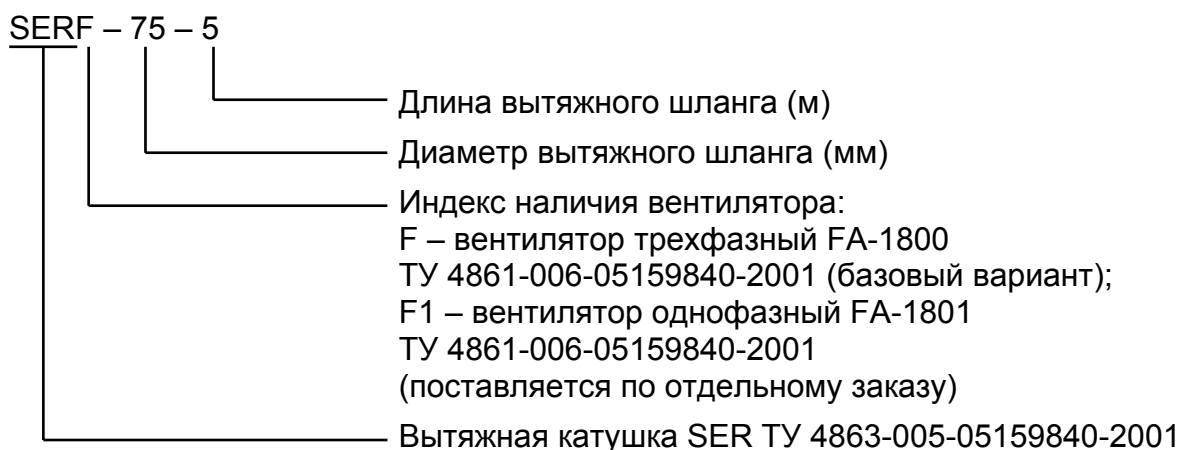 SERF – 75 – 5
Длина вытяжного шланга (м)
Диаметр вытяжного шланга (мм)
Индекс наличия вентилятора:
F – вентилятор трехфазный FA-1800
ТУ 4861-006-05159840-2001 (базовый вариант);
F1 – вентилятор однофазный FA-1801
ТУ 4861-006-05159840-2001
(поставляется по отдельному заказу)
Вытяжная катушка SER ТУ 4863-005-05159840-2001